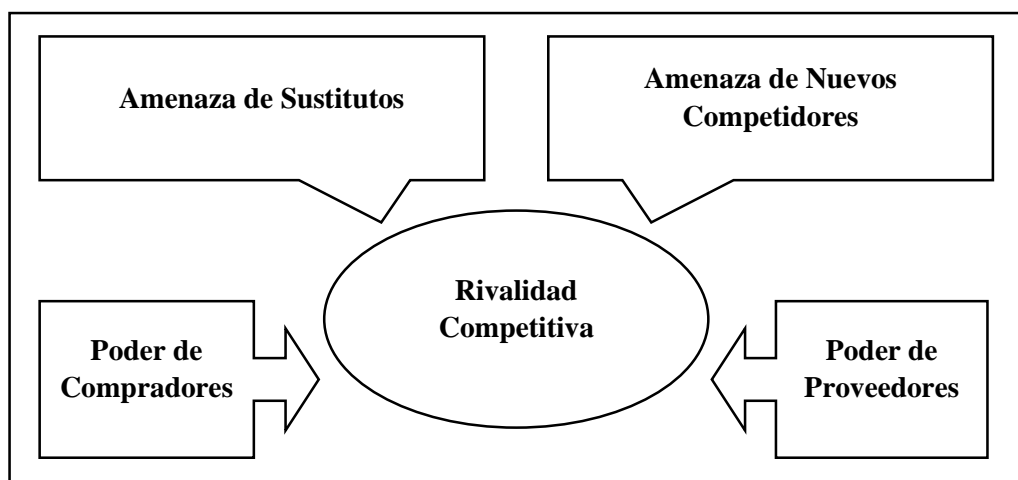 Amenaza de Sustitutos
Amenaza de Nuevos
Competidores
Rivalidad
Competitiva
Poder de
Compradores
Poder de
Proveedores